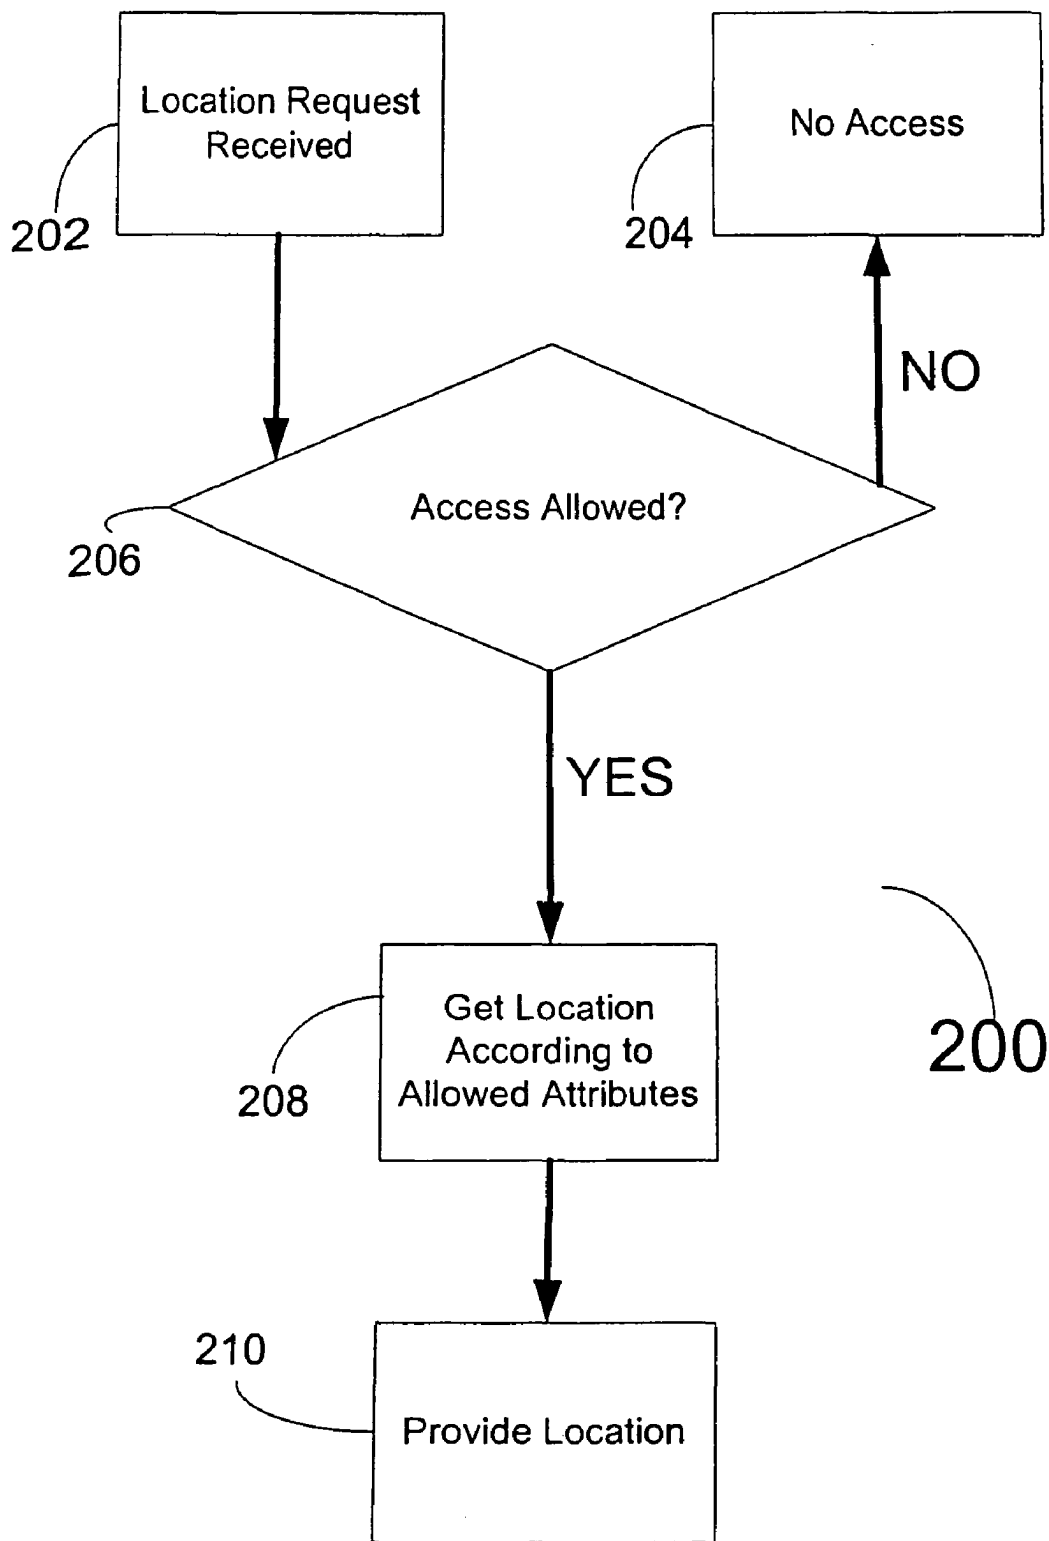 Location Request
Received
202
No Access
204
NO
Access Allowed?
206
YES
Get Location
According to
Allowed Attributes
208
200
210
Provide Location